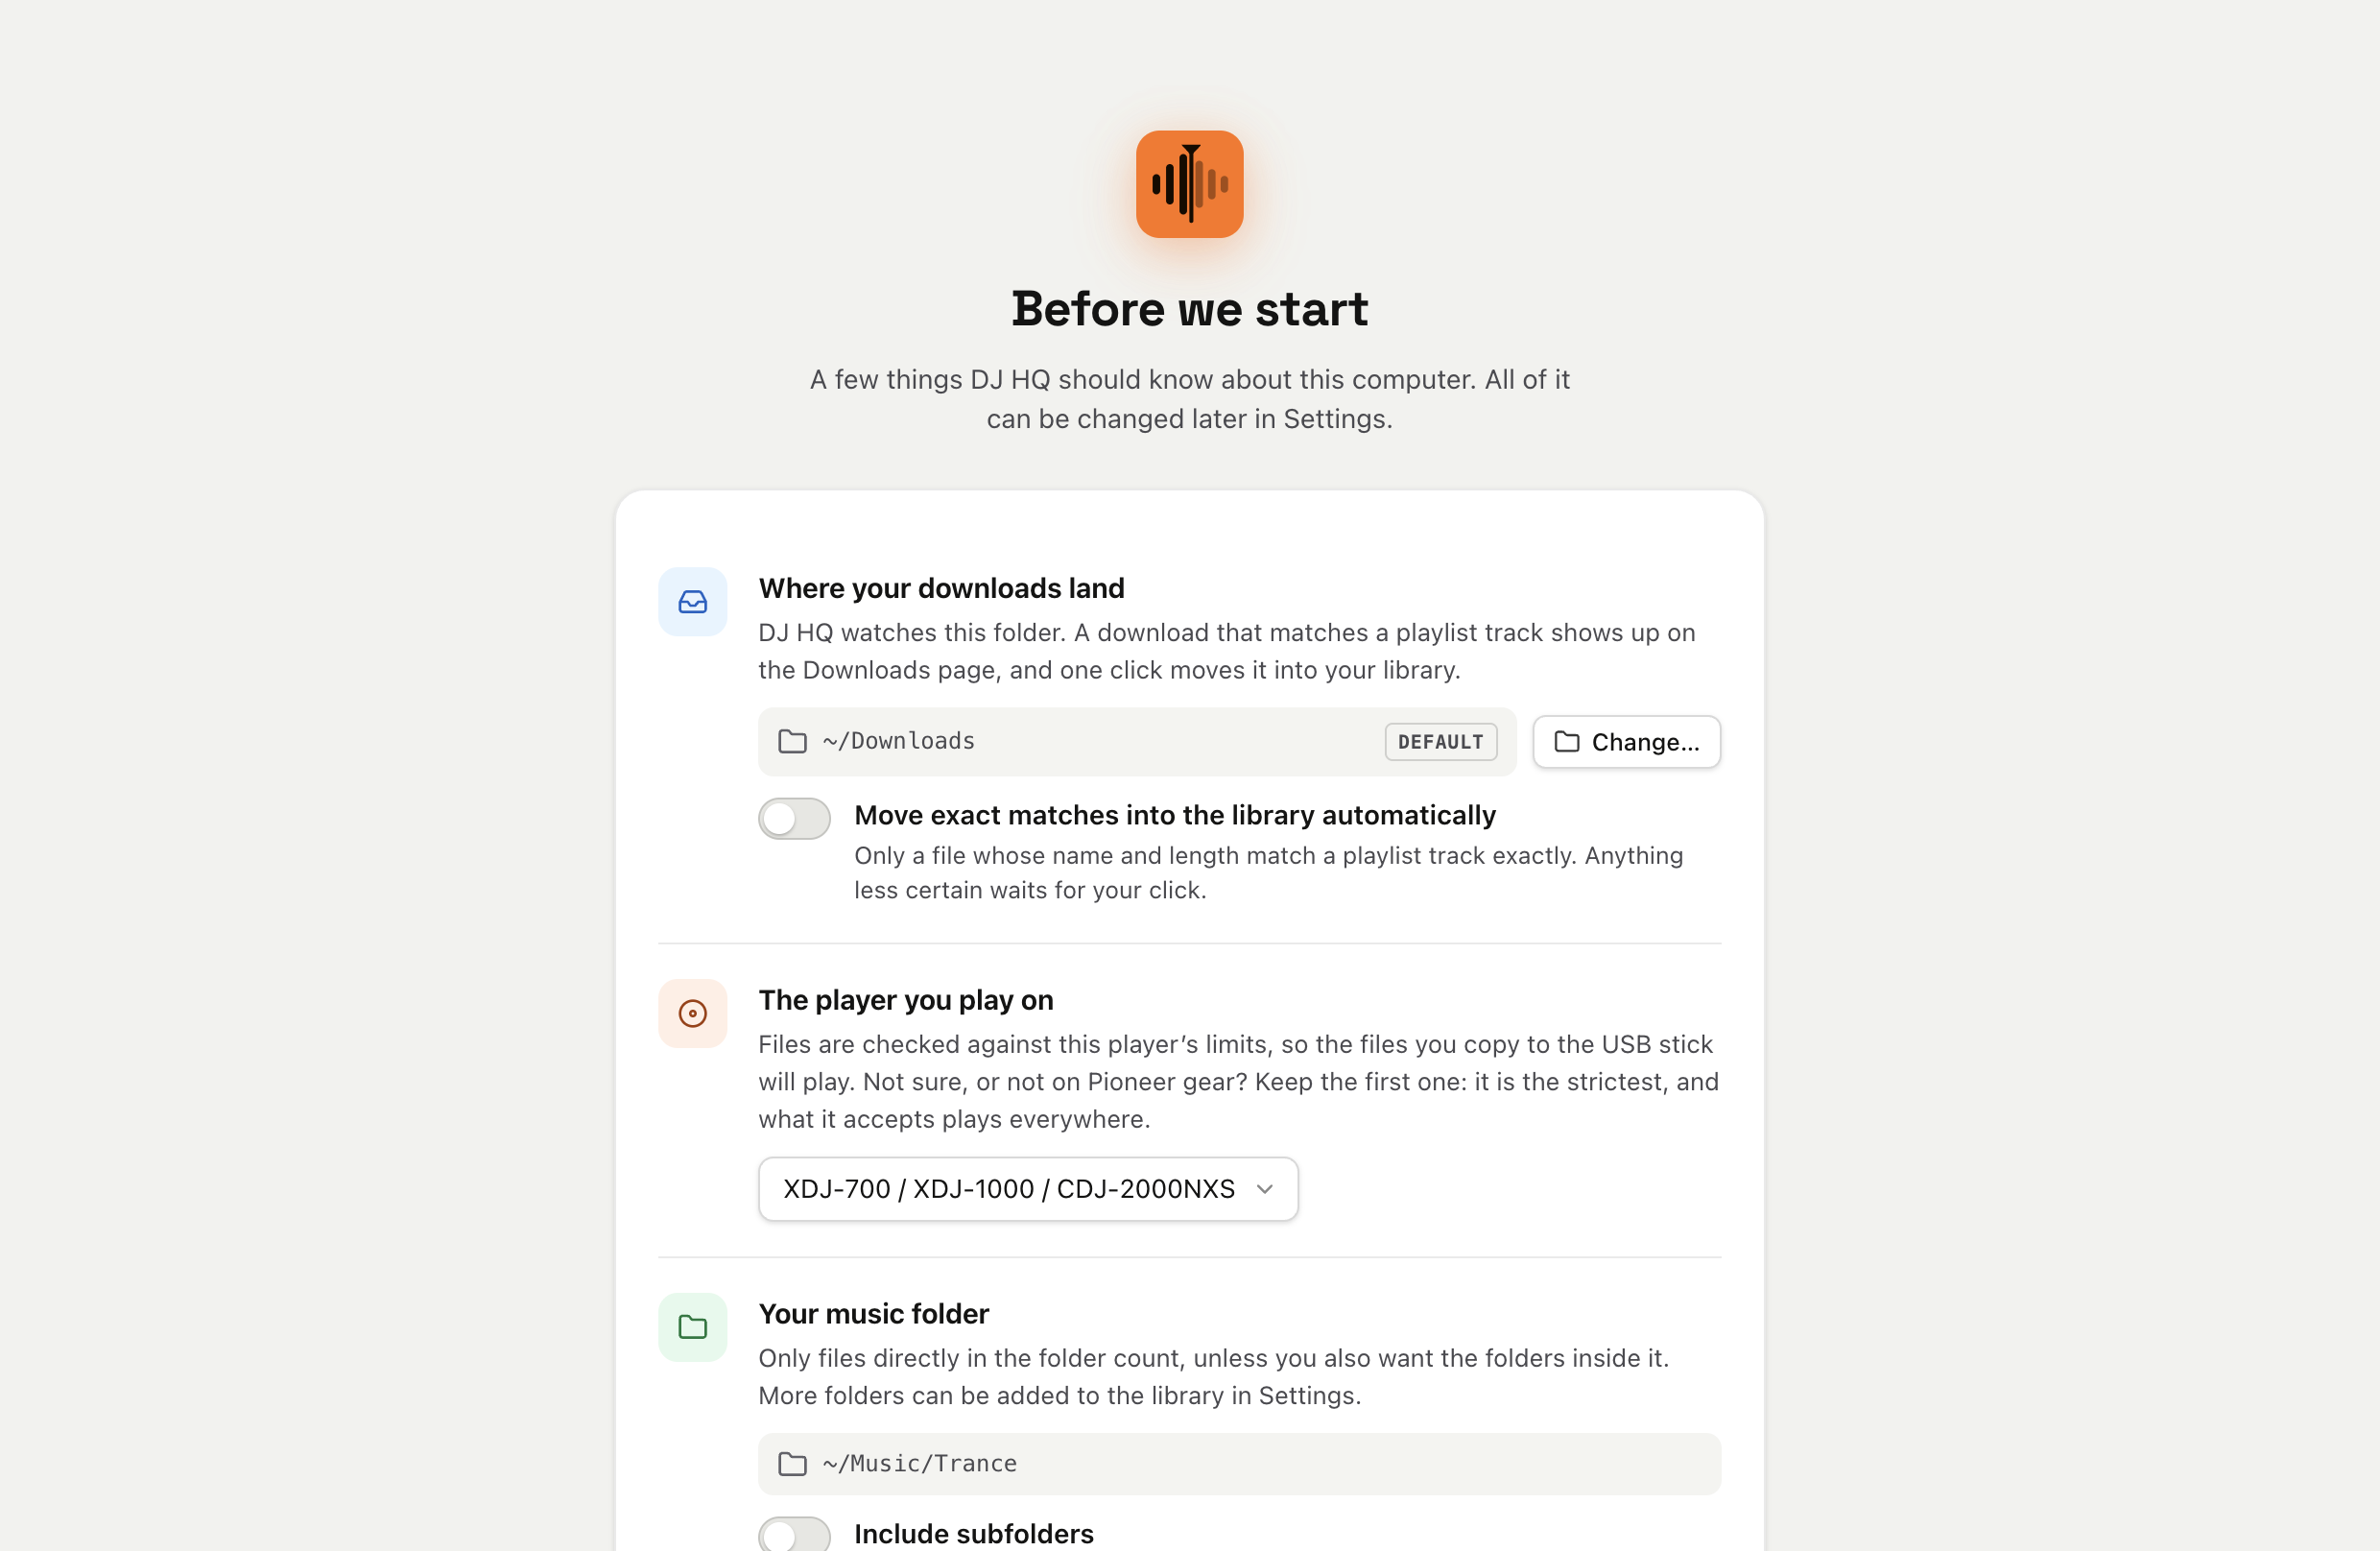 Before we start
A few things DJ HQ should know about this computer. All of it
can be changed later in Settings.
Where your downloads land
DJ HQ watches this folder. A download that matches a playlist track shows up on
the Downloads page, and one click moves it into your library.
~/Downloads DEFAULT Change...
Move exact matches into the library automatically
Only a file whose name and length match a playlist track exactly. Anything
less certain waits for your click.
The player you play on
Files are checked against this player’s limits, so the files you copy to the USB stick
will play. Not sure, or not on Pioneer gear? Keep the first one: it is the strictest, and
what it accepts plays everywhere.
XDJ-700 / XDJ-1000 / CDJ-2000NXS
Your music folder
Only files directly in the folder count, unless you also want the folders inside it.
More folders can be added to the library in Settings.
~/Music/Trance
Include subfolders